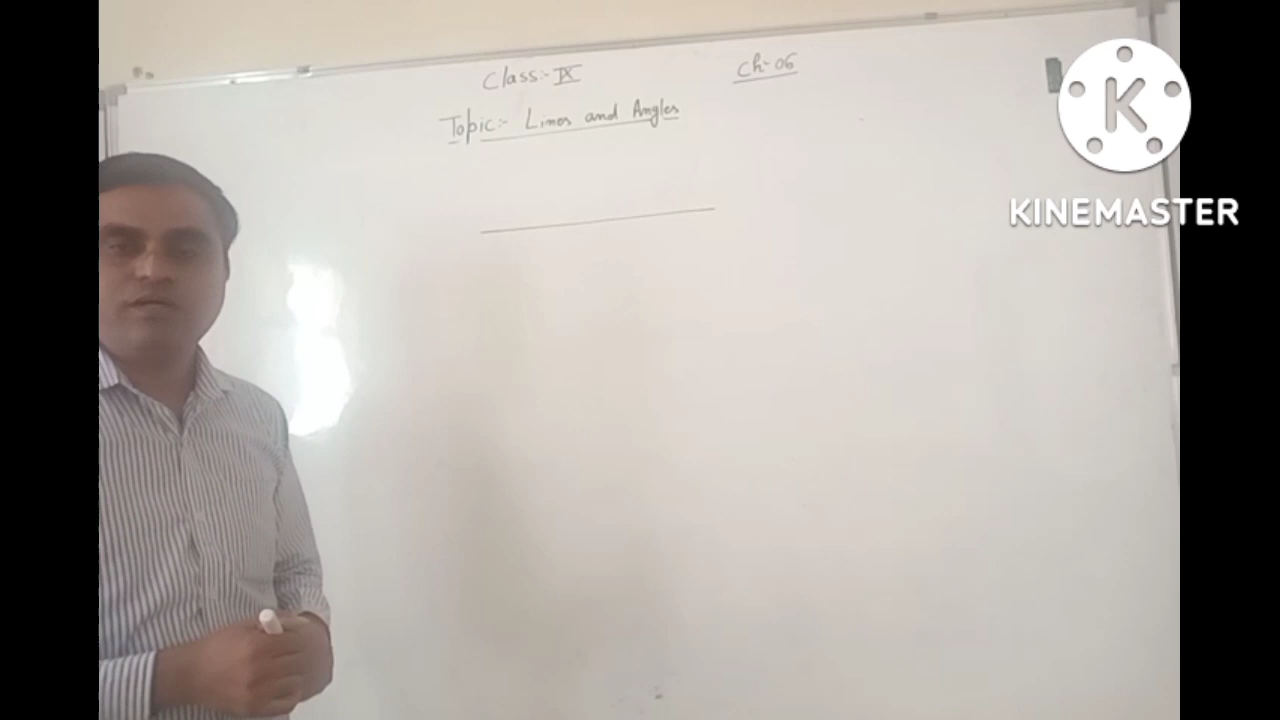 Class:- IX
Ch-06
Topic:- Lines and Angles
K
KINEMASTER